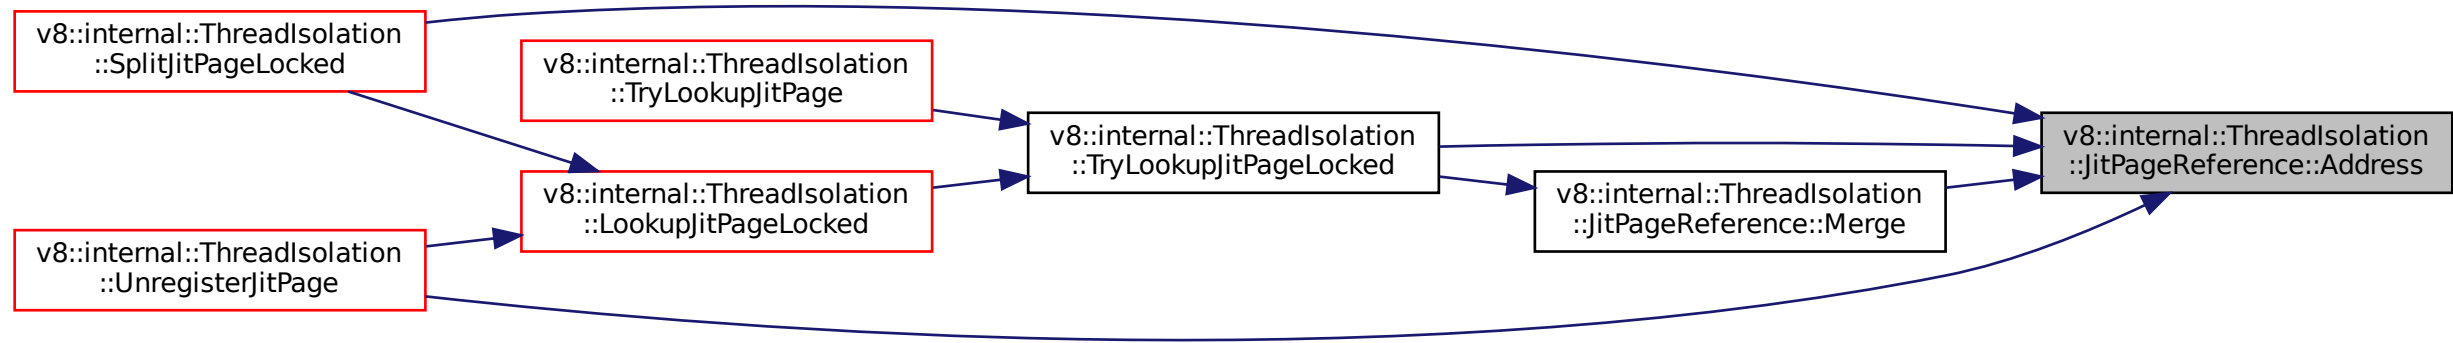 v8::internal::ThreadIsolation
::SplitJitPageLocked
v8::internal::ThreadIsolation
::TryLookupJitPage
v8::internal::ThreadIsolation
::TryLookupJitPageLocked
v8::internal::ThreadIsolation
::JitPageReference::Address
v8::internal::ThreadIsolation
::LookupJitPageLocked
v8::internal::ThreadIsolation
::JitPageReference::Merge
v8::internal::ThreadIsolation
::UnregisterJitPage